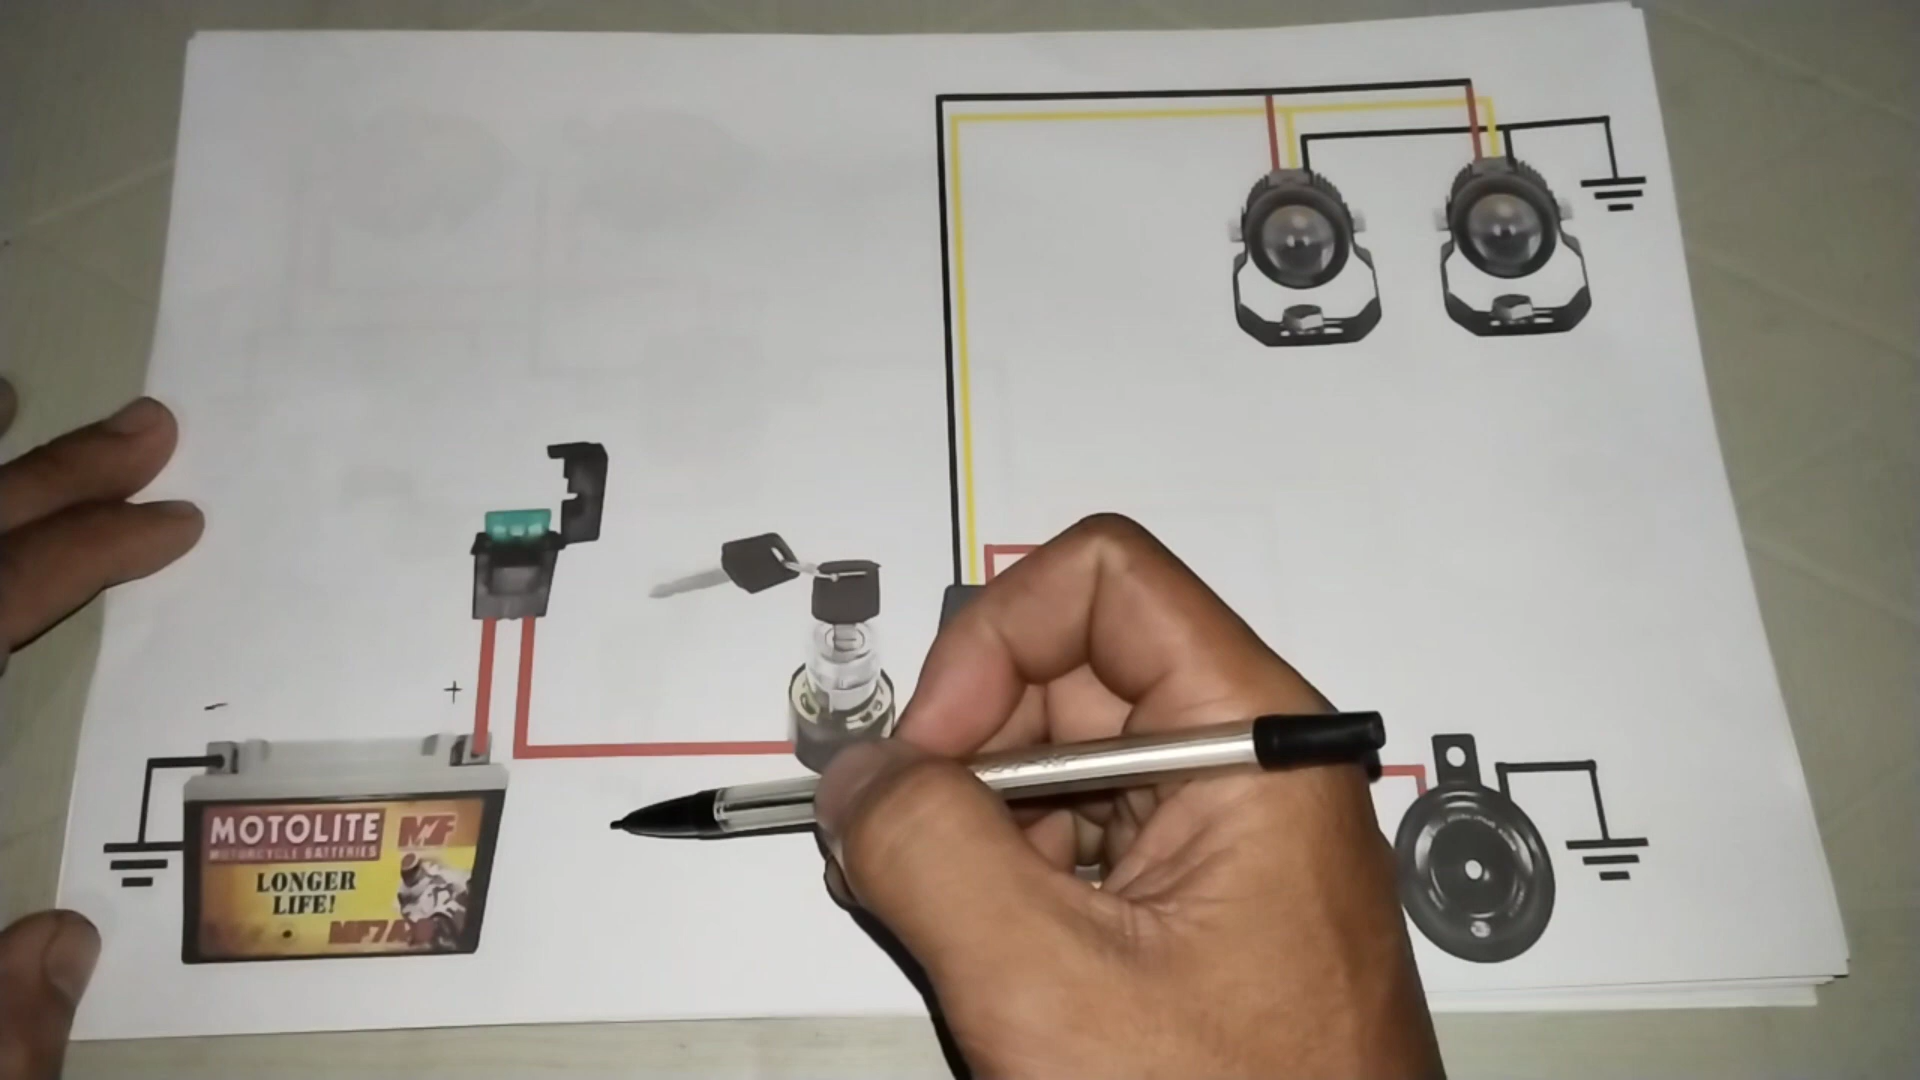 -
+
MOTOLITE MF
MOTORCYCLE BATTERIES
LONGER
LIFE!